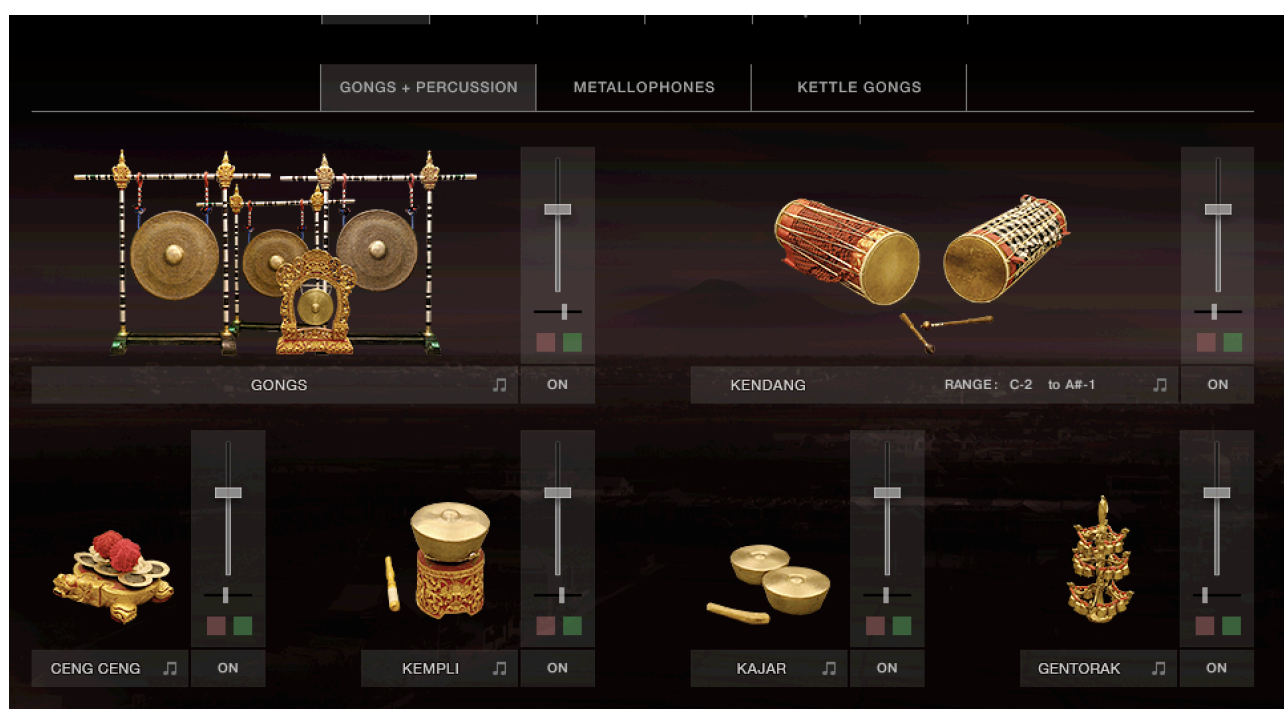 GONGS + PERCUSSION METALLOPHONES KETTLE GONGS
GONGS ON KENDANG RANGE: C-2 to A#-1 ON
CENG CENG ON KEMPLI ON KAJAR ON GENTORAK ON